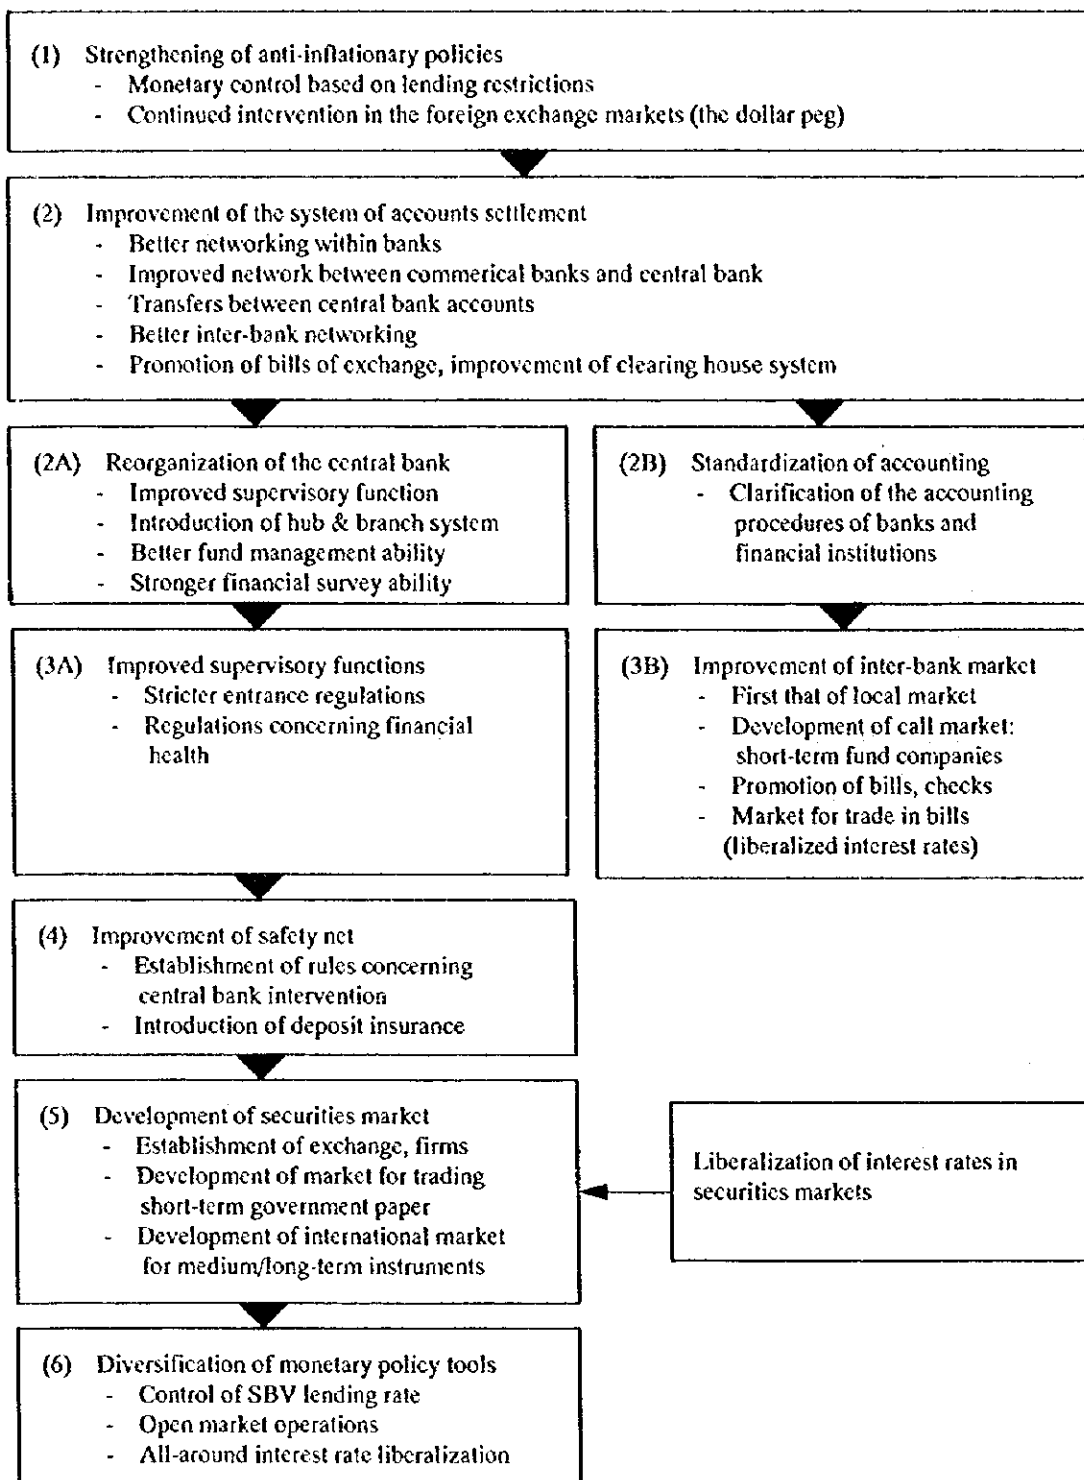 (1) Strengthening of anti-inflationary policies
- Monetary control based on lending restrictions
- Continued intervention in the foreign exchange markets (the dollar peg)
(2) Improvement of the system of accounts settlement
- Better networking within banks
- Improved network between commerical banks and central bank
- Transfers between central bank accounts
- Better inter-bank networking
- Promotion of bills of exchange, improvement of clearing house system
(2A) Reorganization of the central bank
- Improved supervisory function
- Introduction of hub & branch system
- Better fund management ability
- Stronger financial survey ability
(2B) Standardization of accounting
- Clarification of the accounting
procedures of banks and
financial institutions
(3A) Improved supervisory functions
- Stricter entrance regulations
- Regulations concerning financial
health
(3B) Improvement of inter-bank market
- First that of local market
- Development of call market:
short-term fund companies
- Promotion of bills, checks
- Market for trade in bills
(liberalized interest rates)
(4) Improvement of safety net
- Establishment of rules concerning
central bank intervention
- Introduction of deposit insurance
(5) Development of securities market
- Establishment of exchange, firms
- Development of market for trading
short-term government paper
- Development of international market
for medium/long-term instruments
Liberalization of interest rates in
securities markets
(6) Diversification of monetary policy tools
- Control of SBV lending rate
- Open market operations
- All-around interest rate liberalization